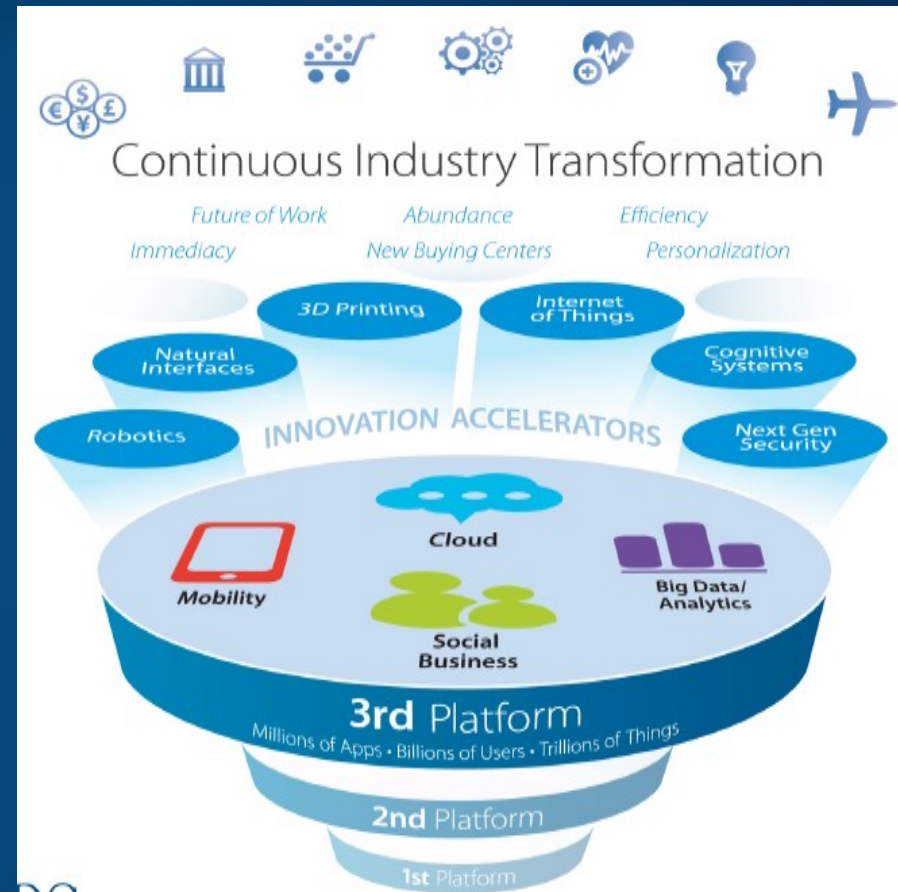 € $ ¥ £
Continuous Industry Transformation
Future of Work Abundance Efficiency
Immediacy New Buying Centers Personalization
3D Printing
Internet
of Things
Natural
Interfaces
Cognitive
Systems
Robotics
INNOVATION ACCELERATORS
Next Gen
Security
Cloud
Mobility
Big Data/
Analytics
Social
Business
3rd Platform
Millions of Apps • Billions of Users • Trillions of Things
2nd Platform
1st Platform